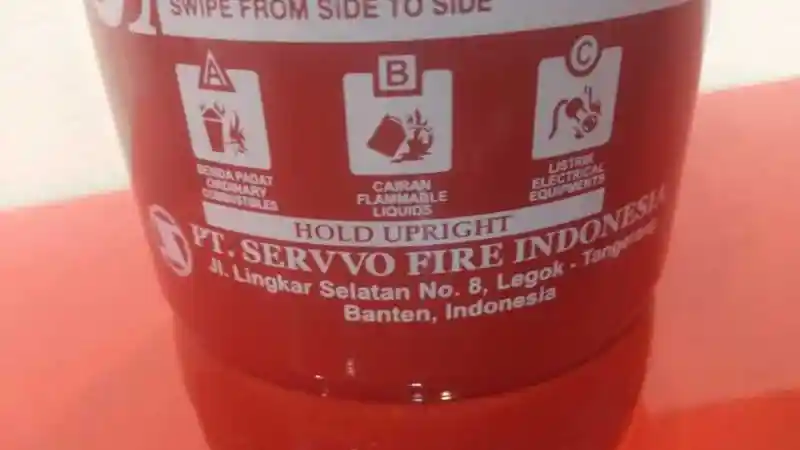 SWIPE FROM SIDE TO SIDE
A
B
C
BENDA PADAT
ORDINARY
COMBUSTIBLES
CAIRAN
FLAMMABLE
LIQUIDS
LISTRIK
ELECTRICAL
EQUIPMENTS
HOLD UPRIGHT
PT. SERVVO FIRE INDONESIA
Jl. Lingkar Selatan No. 8, Legok - Tangerang
Banten, Indonesia